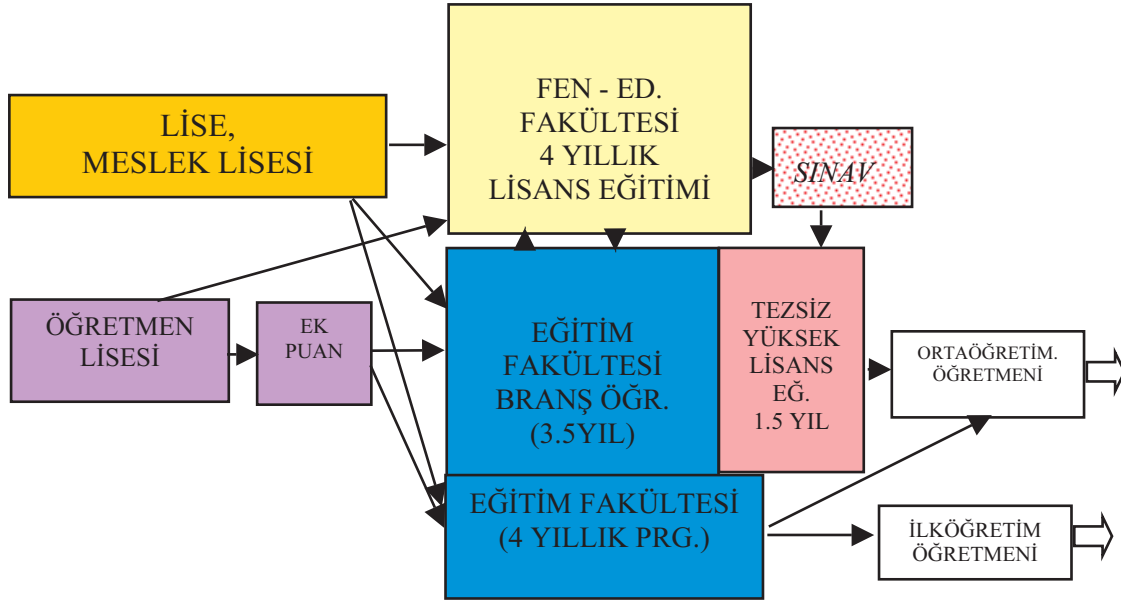 LİSE,
MESLEK LİSESİ
FEN - ED.
FAKÜLTESİ
4 YILLIK
LİSANS EĞİTİMİ
SINAV
ÖĞRETMEN
LİSESİ
EK
PUAN
EĞİTİM
FAKÜLTESİ
BRANŞ ÖĞR.
(3.5YIL)
TEZSİZ
YÜKSEK
LİSANS
EĞ.
1.5 YIL
ORTAÖĞRETİM.
ÖĞRETMENİ
EĞİTİM FAKÜLTESİ
(4 YILLIK PRG.)
İLKÖĞRETİM
ÖĞRETMENİ